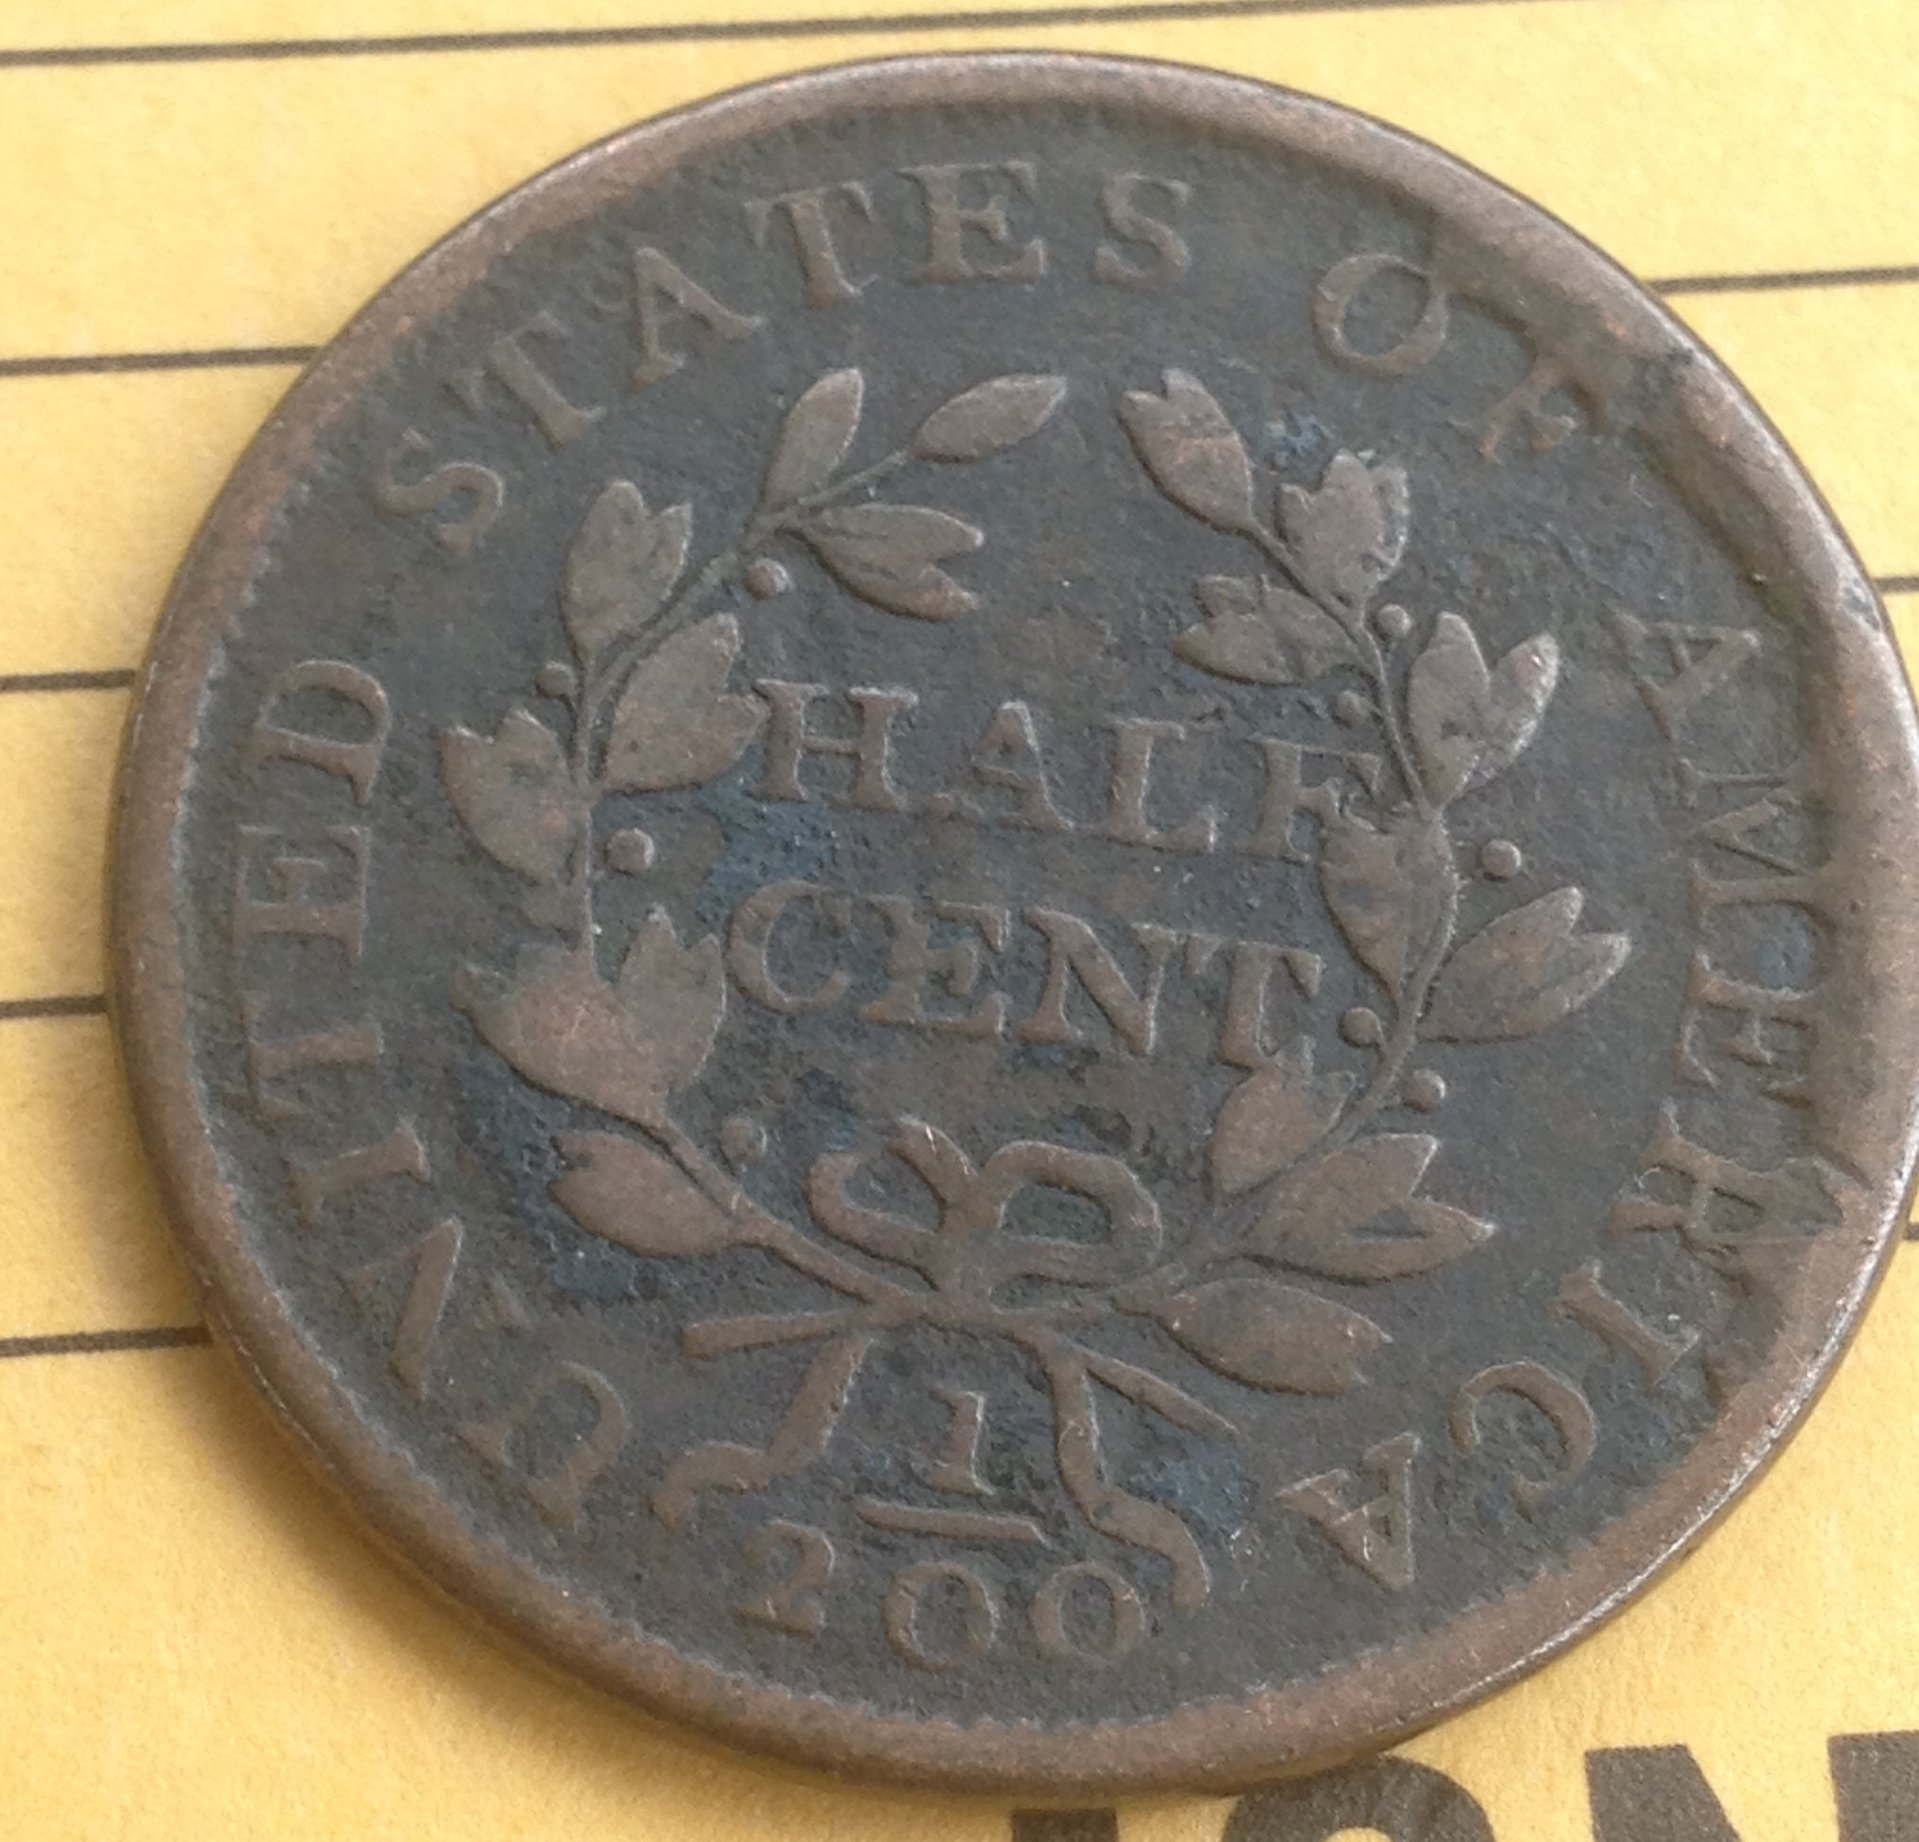 UNITED STATES OF AMERICA
HALF
CENT
1
200